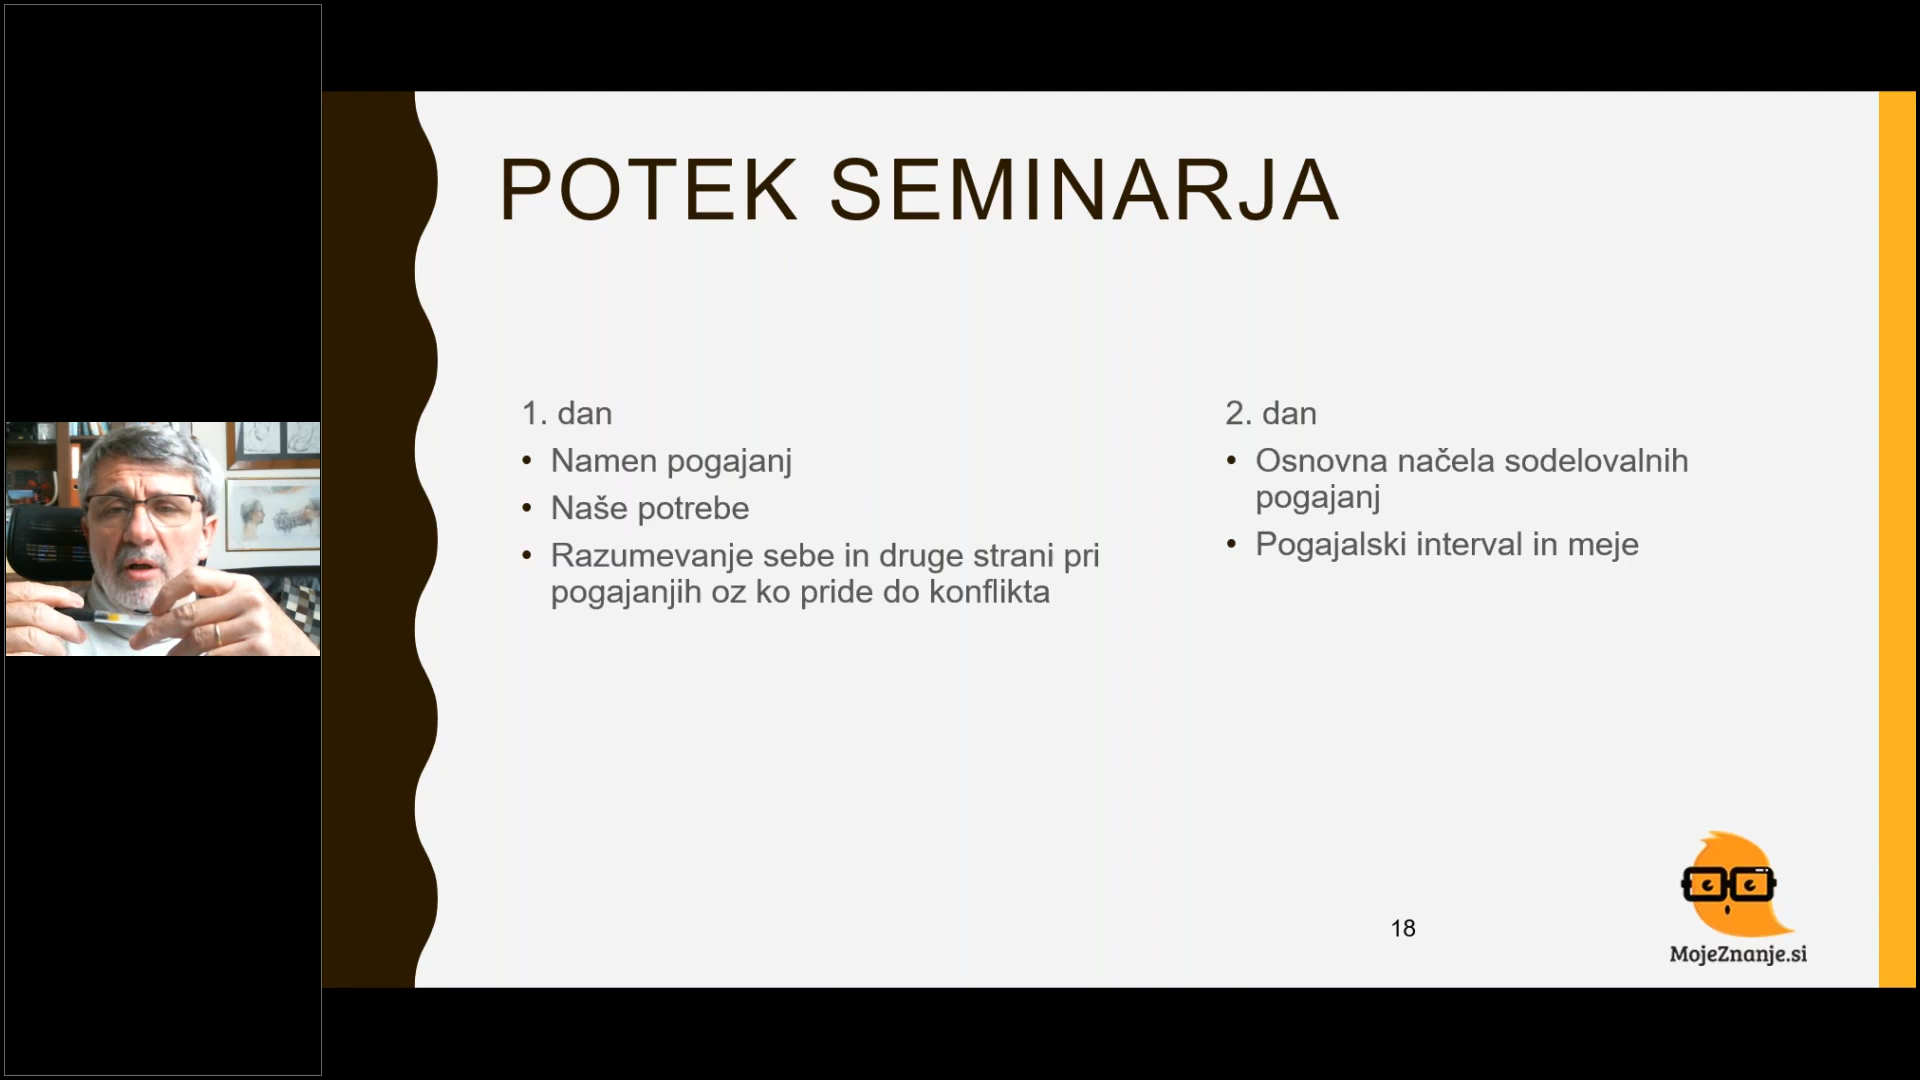 POTEK SEMINARJA
1. dan
• Namen pogajanj
• Naše potrebe
• Razumevanje sebe in druge strani pri
pogajanjih oz ko pride do konflikta
2. dan
• Osnovna načela sodelovalnih
pogajanj
• Pogajalski interval in meje
18
MojeZnanje.si